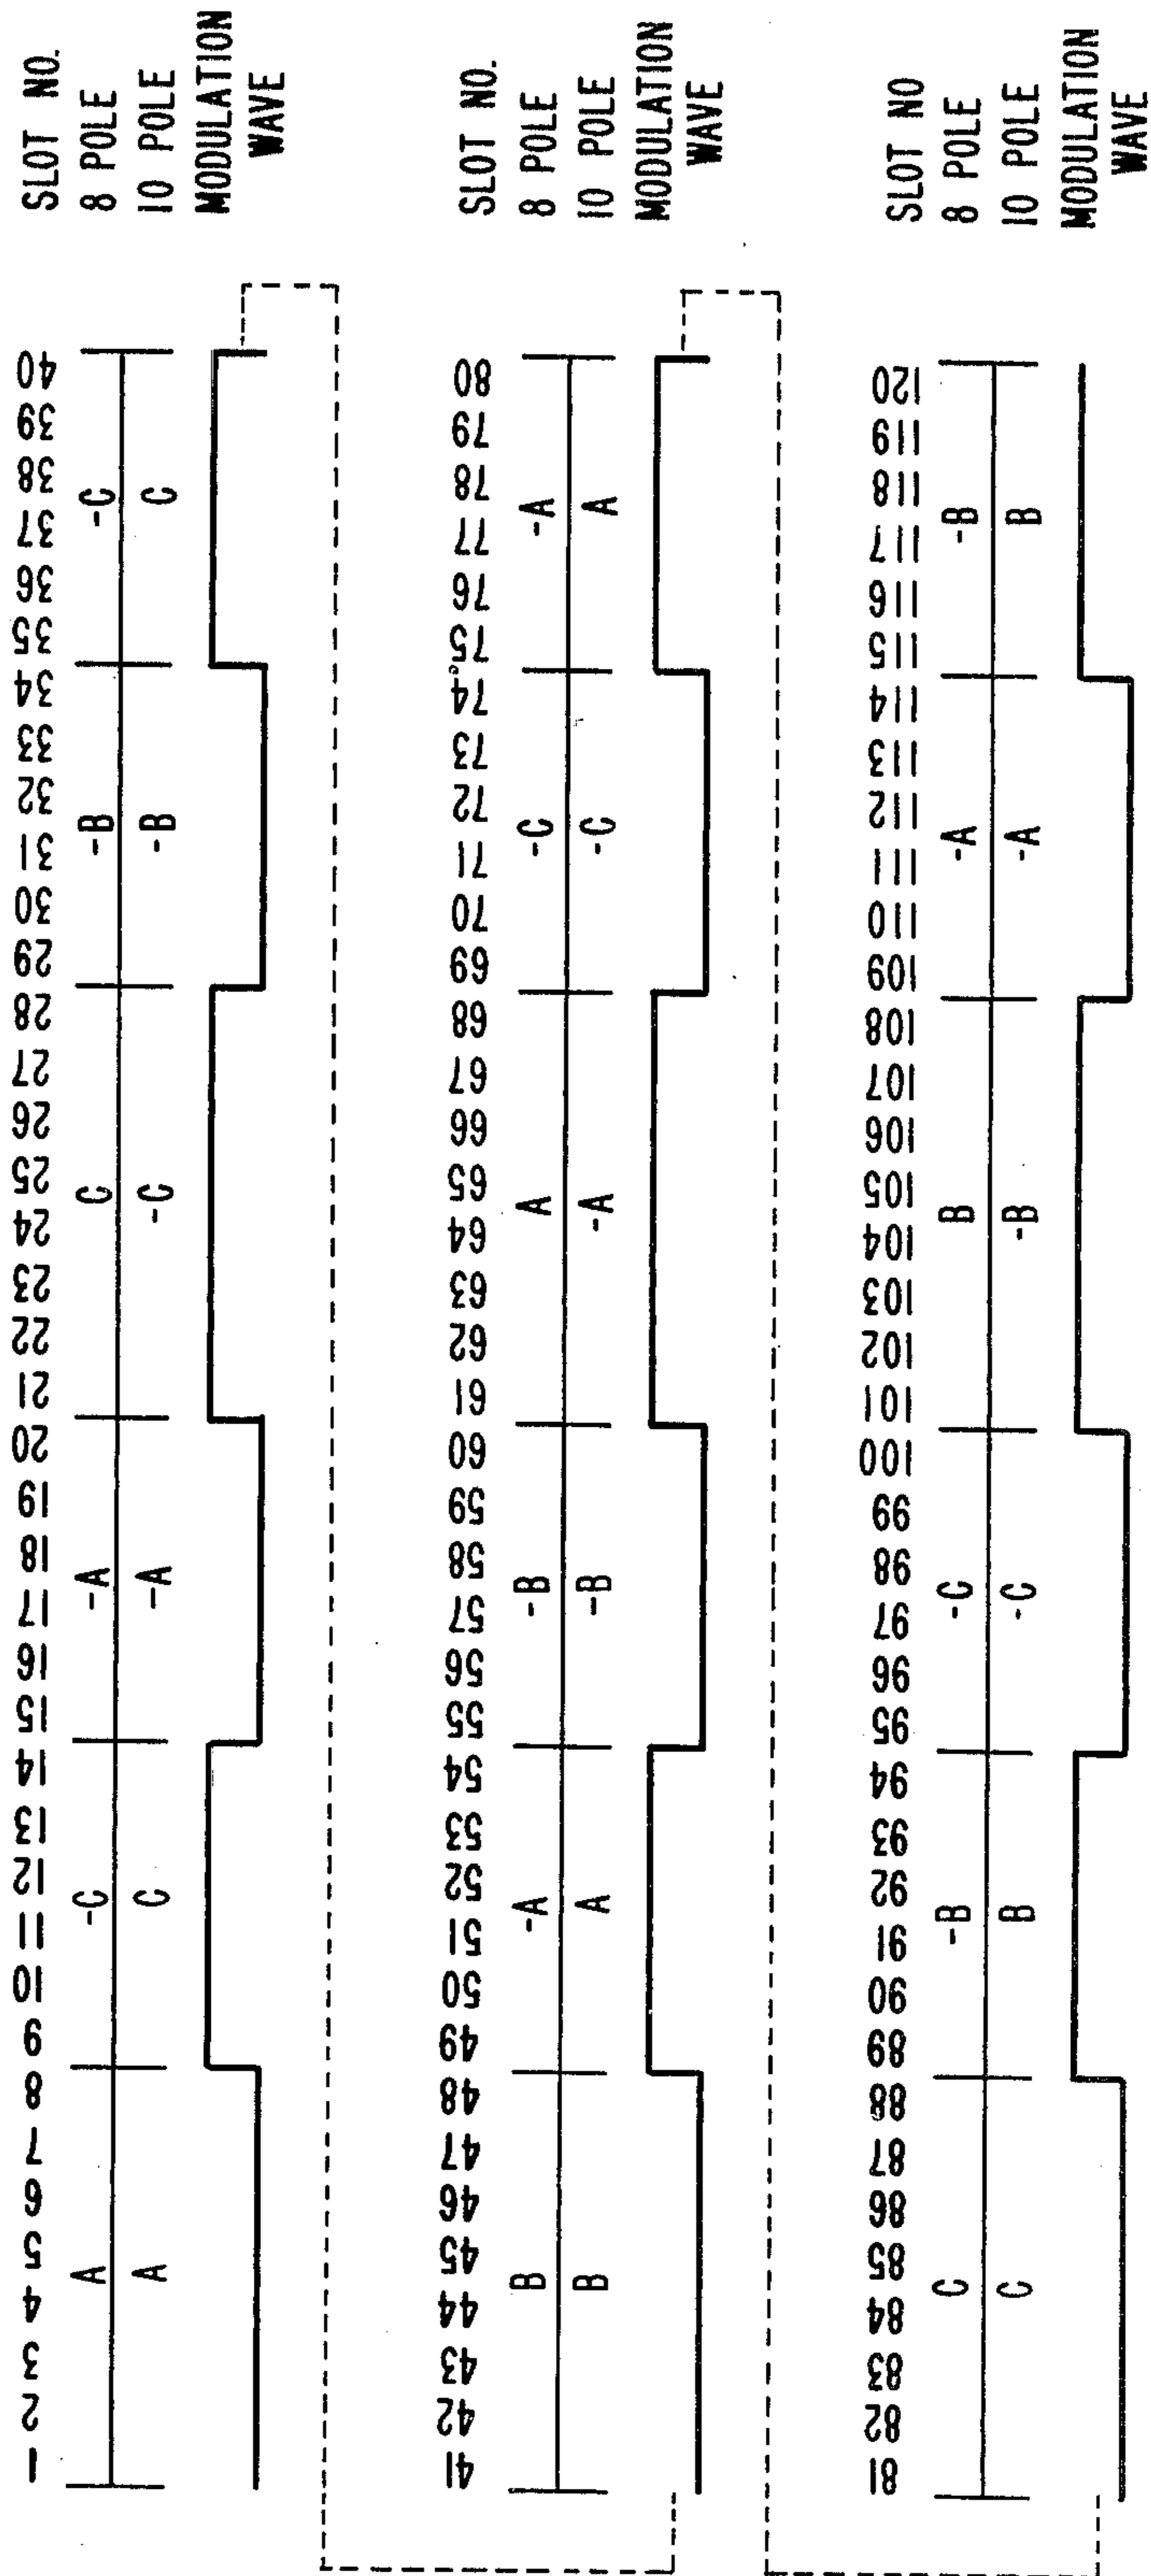 1 2 3 4 5 6 7 8 9 10 11 12 13 14 15 16 17 18 19 20 21 22 23 24 25 26 27 28 29 30 31 32 33 34 35 36 37 38 39 40 SLOT NO.
A -C -A C -B -C 8 POLE
A C -A -C -B C 10 POLE
MODULATION
WAVE
41 42 43 44 45 46 47 48 49 50 51 52 53 54 55 56 57 58 59 60 61 62 63 64 65 66 67 68 69 70 71 72 73 74 75 76 77 78 79 80 SLOT NO.
B -A -B A -C -A 8 POLE
B A -B -A -C A 10 POLE
MODULATION
WAVE
81 82 83 84 85 86 87 88 89 90 91 92 93 94 95 96 97 98 99 100 101 102 103 104 105 106 107 108 109 110 111 112 113 114 115 116 117 118 119 120 SLOT NO
C -B -C B -A -B 8 POLE
C B -C -B -A B 10 POLE
MODULATION
WAVE